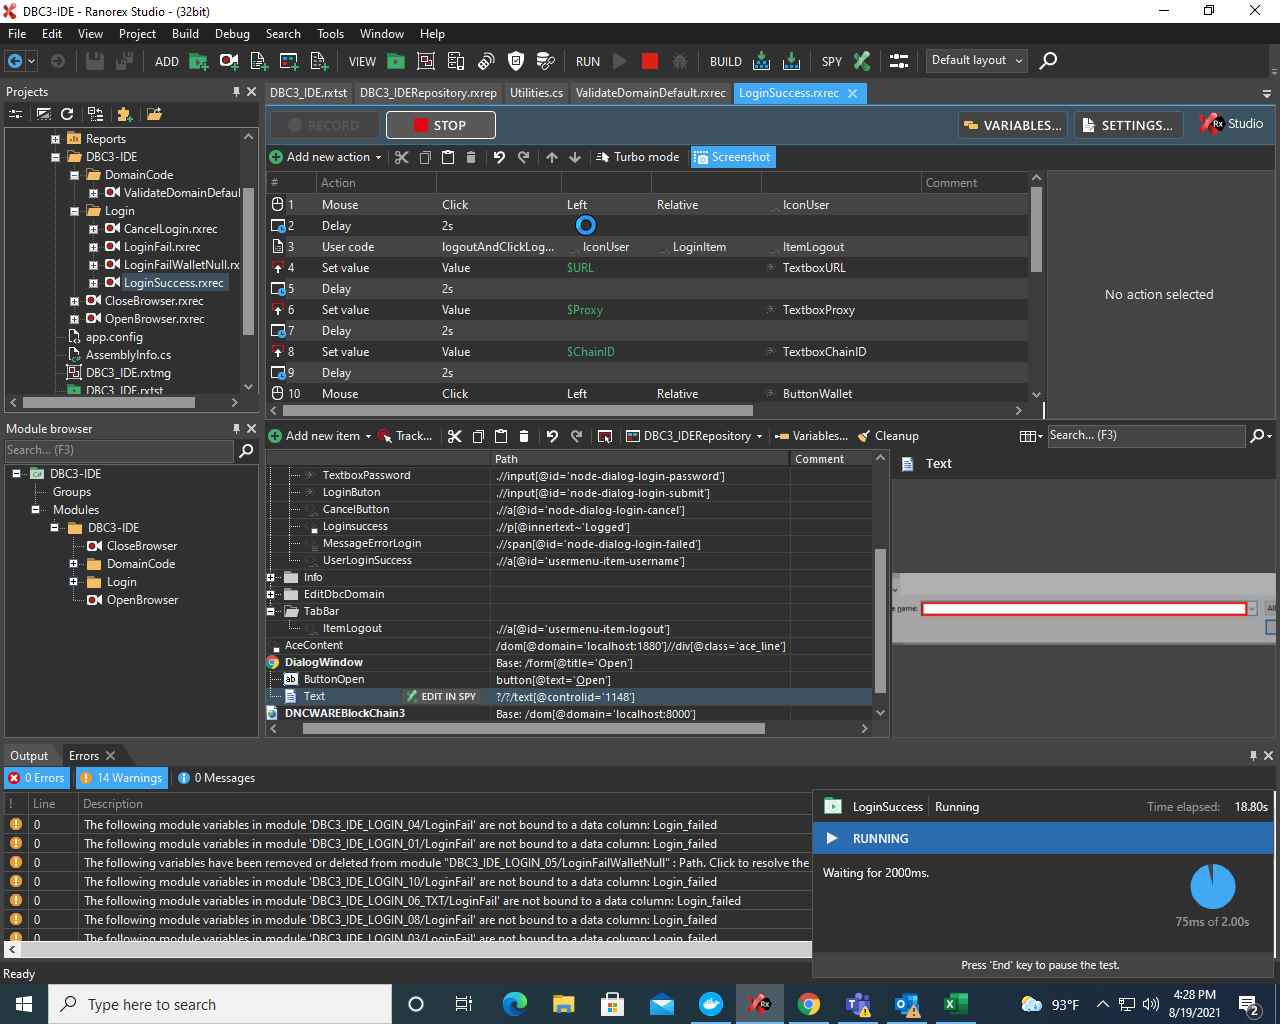 DBC3-IDE - Ranorex Studio - (32bit)
File Edit View Project Build Debug Search Tools Window Help
ADD VIEW RUN BUILD SPY Default layout
Projects
Reports
DBC3-IDE
DomainCode
ValidateDomainDefaul
Login
CancelLogin.rxrec
LoginFail.rxrec
LoginFailWalletNull.rx
LoginSuccess.rxrec
CloseBrowser.rxrec
OpenBrowser.rxrec
app.config
AssemblyInfo.cs
DBC3_IDE.rxtmg
DBC3_IDE.rxtst
DBC3_IDE.rxtst DBC3_IDERepository.rxrep Utilities.cs ValidateDomainDefault.rxrec LoginSuccess.rxrec
RECORD STOP VARIABLES... SETTINGS... Rx Studio
Add new action Turbo mode Screenshot
# Action Comment
1 Mouse Click Left Relative IconUser
2 Delay 2s
3 User code logoutAndClickLog... IconUser LoginItem ItemLogout
4 Set value Value $URL TextboxURL
5 Delay 2s
6 Set value Value $Proxy TextboxProxy
7 Delay 2s
8 Set value Value $ChainID TextboxChainID
9 Delay 2s
10 Mouse Click Left Relative ButtonWallet
No action selected
Module browser
Search... (F3)
DBC3-IDE
Groups
Modules
DBC3-IDE
CloseBrowser
DomainCode
Login
OpenBrowser
Add new item Track... DBC3_IDERepository Variables... Cleanup Search... (F3)
Path Comment
TextboxPassword .//input[@id='node-dialog-login-password']
LoginButon .//input[@id='node-dialog-login-submit']
CancelButton .//a[@id='node-dialog-login-cancel']
Loginsuccess .//p[@innertext~'Logged']
MessageErrorLogin .//span[@id='node-dialog-login-failed']
UserLoginSuccess .//a[@id='usermenu-item-username']
Info
EditDbcDomain
TabBar
ItemLogout .//a[@id='usermenu-item-logout']
AceContent /dom[@domain='localhost:1880']//div[@class='ace_line']
DialogWindow Base: /form[@title='Open']
ab ButtonOpen button[@text='Open']
Text EDIT IN SPY ?/?/text[@controlid='1148']
DNCWAREBlockChain3 Base: /dom[@domain='localhost:8000']
Text
e name: All
Output Errors
0 Errors 14 Warnings 0 Messages
! Line Description
0 The following module variables in module 'DBC3_IDE_LOGIN_04/LoginFail' are not bound to a data column: Login_failed
0 The following module variables in module 'DBC3_IDE_LOGIN_01/LoginFail' are not bound to a data column: Login_failed
0 The following variables have been removed or deleted from module "DBC3_IDE_LOGIN_05/LoginFailWalletNull" : Path. Click to resolve the
0 The following module variables in module 'DBC3_IDE_LOGIN_10/LoginFail' are not bound to a data column: Login_failed
0 The following module variables in module 'DBC3_IDE_LOGIN_06_TXT/LoginFail' are not bound to a data column: Login_failed
0 The following module variables in module 'DBC3_IDE_LOGIN_08/LoginFail' are not bound to a data column: Login_failed
0 The following module variables in module 'DBC3_IDE_LOGIN_03/LoginFail' are not bound to a data column: Login_failed
LoginSuccess Running Time elapsed: 18.80s
RUNNING
Waiting for 2000ms.
75ms of 2.00s
Press 'End' key to pause the test.
Ready
Type here to search
Rx
93°F
4:28 PM
8/19/2021
2